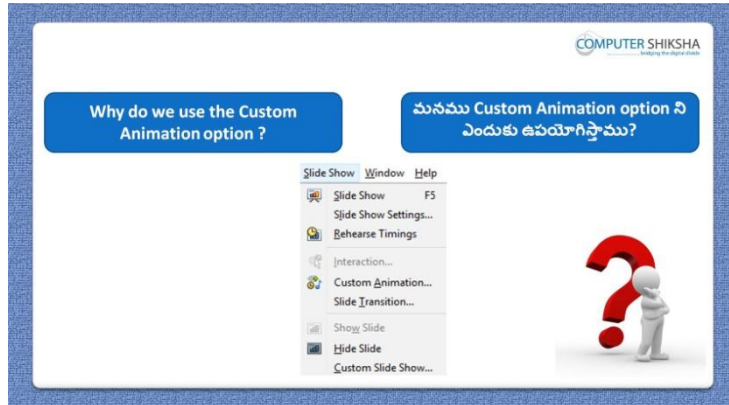 COMPUTER SHIKSHA
bridging the digital divide
Why do we use the Custom
Animation option ?
మనము Custom Animation option ని
ఎందుకు ఉపయోగిస్తాము?
Slide Show Window Help
Slide Show F5
Slide Show Settings...
Rehearse Timings
Interaction...
Custom Animation...
Slide Transition...
Show Slide
Hide Slide
Custom Slide Show...